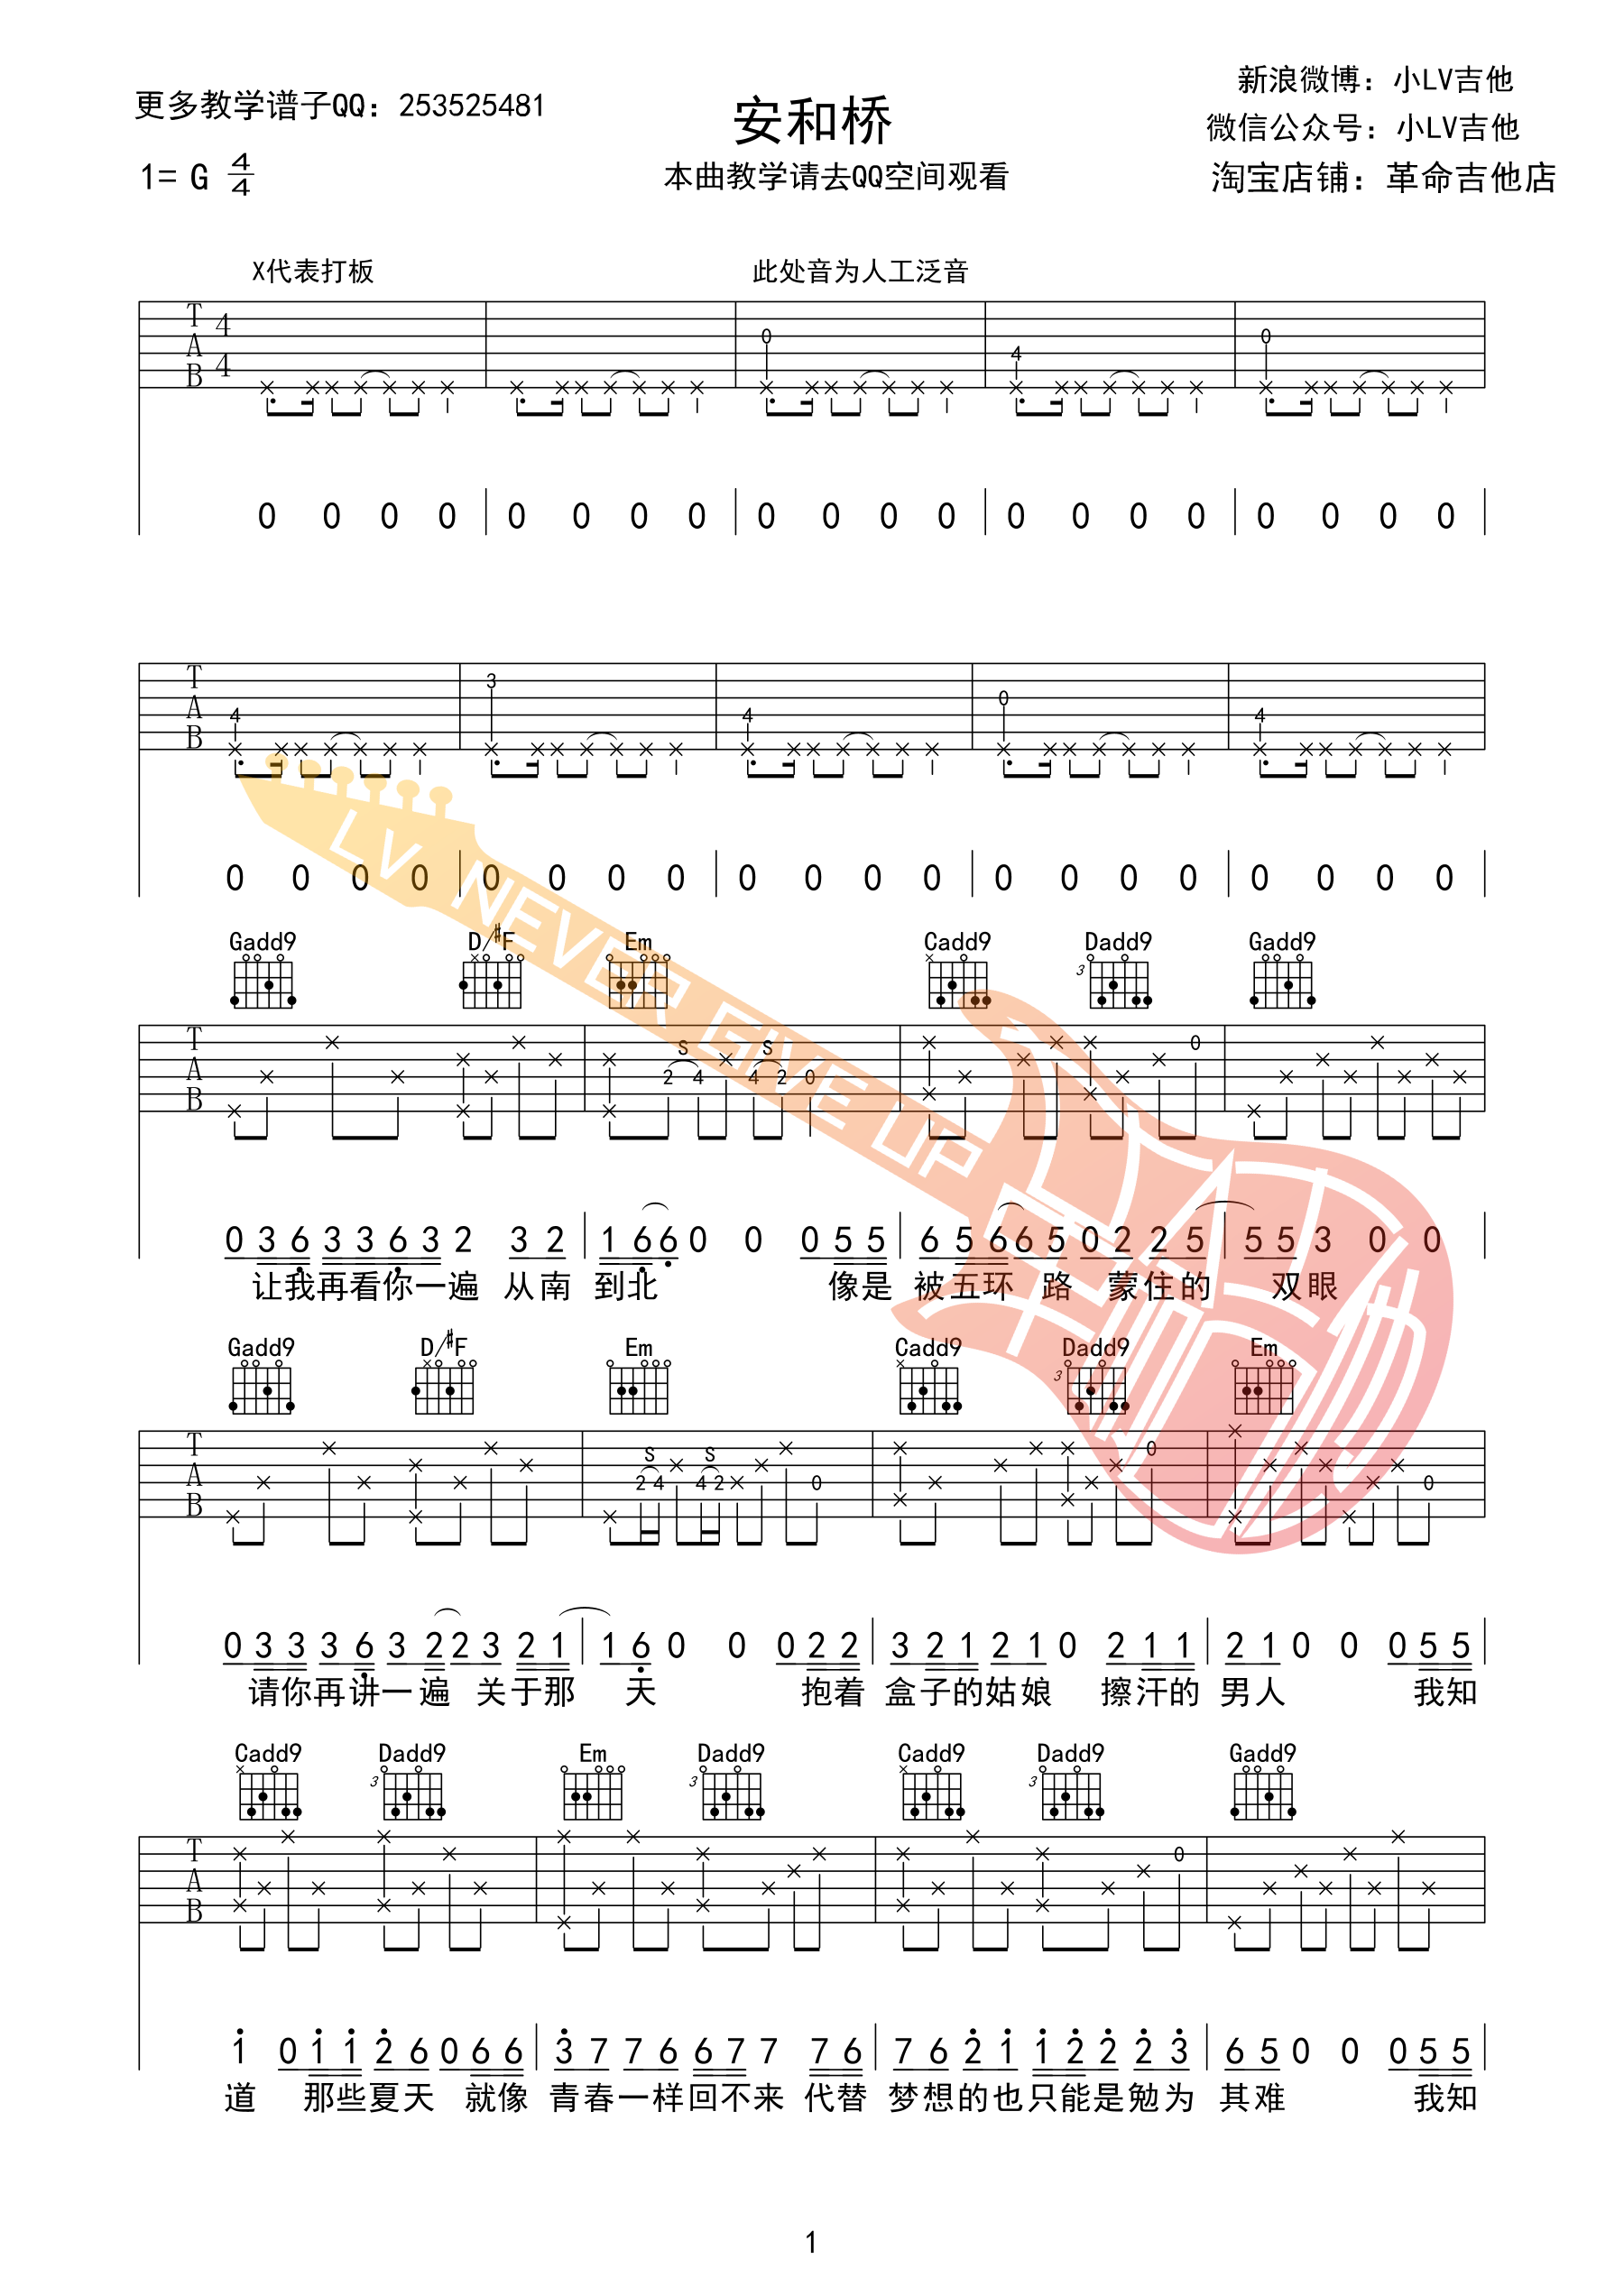 更多教学谱子QQ：253525481
安和桥
新浪微博：小LV吉他
微信公众号：小LV吉他
1= G 4/4
本曲教学请去QQ空间观看
淘宝店铺：革命吉他店
X代表打板
此处音为人工泛音
T A B 4 4
0 4 0
0 0 0 0 0 0 0 0 0 0 0 0 0 0 0 0 0 0 0 0
T A B
4 3 4 0 4
0 0 0 0 0 0 0 0 0 0 0 0 0 0 0 0 0 0 0 0
LV NEVER GIVE UP
Gadd9 D/#F Em Cadd9 Dadd9 Gadd9
3
T A B
S S
2 4 4 2 0 0
0 3 6 3 3 6 3 2 3 2 1 6 6 0 0 0 5 5 6 5 6 6 5 0 2 2 5 5 5 3 0 0
让我再看你一遍 从南 到北 像是 被五环 路 蒙住的 双眼
Gadd9 D/#F Em Cadd9 Dadd9 Em
3
T A B
S S
2 4 4 2 0 0 0
0 3 3 3 6 3 2 2 3 2 1 1 6 0 0 0 2 2 3 2 1 2 1 0 2 1 1 2 1 0 0 0 5 5
请你再讲一遍 关于那 天 抱着 盒子的姑娘 擦汗的 男人 我知
Cadd9 Dadd9 Em Dadd9 Cadd9 Dadd9 Gadd9
3 3 3
T A B
0
1 0 1 1 2 6 0 6 6 3 7 7 6 6 7 7 7 6 7 6 2 1 1 2 2 2 3 6 5 0 0 0 5 5
道 那些夏天 就像 青春一样回不来 代替 梦想的也只能是勉为 其难 我知
1